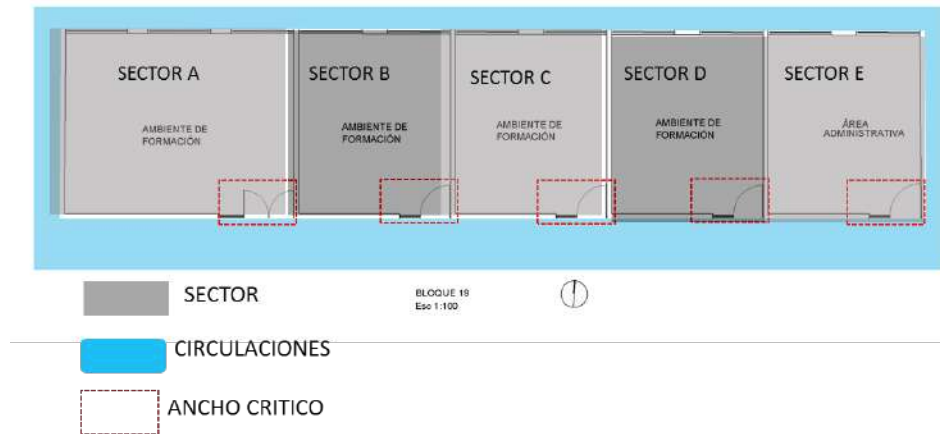 SECTOR A
SECTOR B
SECTOR C
SECTOR D
SECTOR E
AMBIENTE DE
FORMACIÓN
AMBIENTE DE
FORMACIÓN
AMBIENTE DE
FORMACIÓN
AMBIENTE DE
FORMACIÓN
ÁREA
ADMINISTRATIVA
SECTOR
BLOQUE 19
Esc 1:100
CIRCULACIONES
ANCHO CRITICO